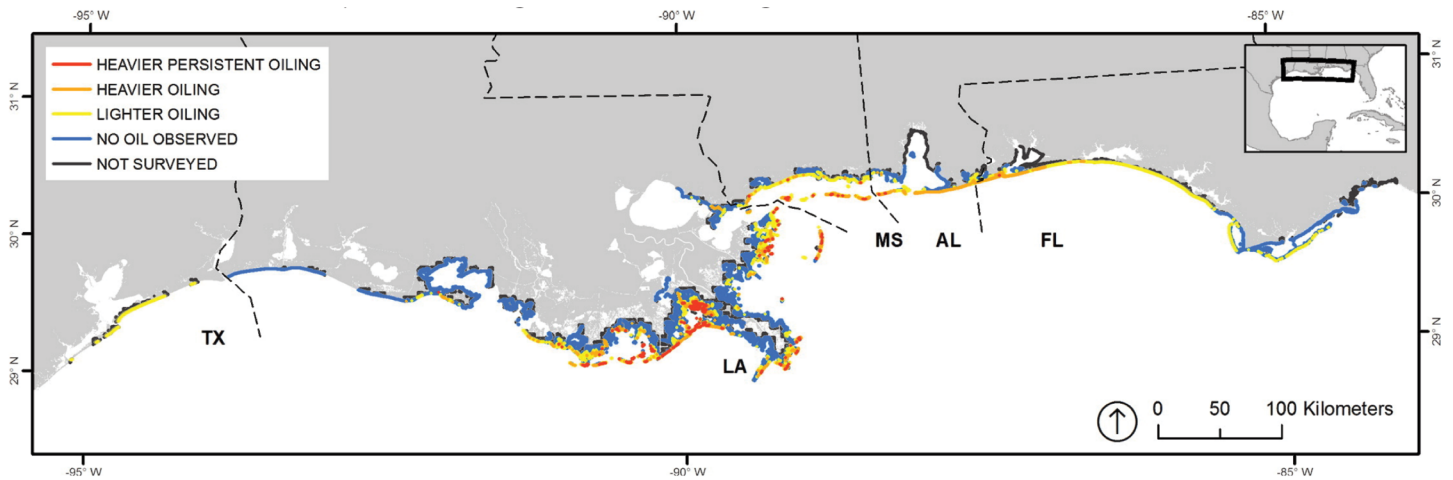 -95° W
-90° W
-85° W
HEAVIER PERSISTENT OILING
HEAVIER OILING
LIGHTER OILING
NO OIL OBSERVED
NOT SURVEYED
31° N
31° N
30° N
30° N
29° N
29° N
MS
AL
FL
TX
LA
0
50
100 Kilometers
-95° W
-90° W
-85° W